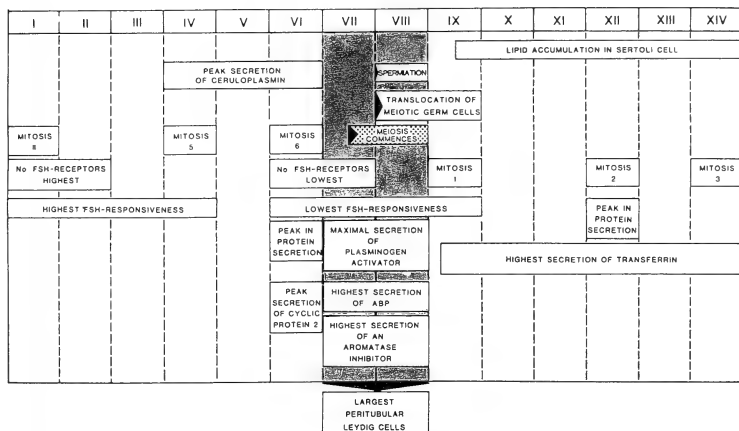 I II III IV V VI VII VIII IX X XI XII XIII XIV
LIPID ACCUMULATION IN SERTOLI CELL
PEAK SECRETION
OF CERULOPLASMIN
SPERMIATION
TRANSLOCATION OF
MEIOTIC GERM CELLS
MITOSIS
MITOSIS
5
MITOSIS
6
MEIOSIS
COMMENCES
No FSH-RECEPTORS
HIGHEST
No FSH-RECEPTORS
LOWEST
MITOSIS
1
MITOSIS
2
MITOSIS
3
HIGHEST FSH-RESPONSIVENESS
LOWEST FSH-RESPONSIVENESS
PEAK IN
PROTEIN
SECRETION
PEAK IN
PROTEIN
SECRETION
MAXIMAL SECRETION
OF
PLASMINOGEN
ACTIVATOR
HIGHEST SECRETION OF TRANSFERRIN
PEAK
SECRETION
OF CYCLIC
PROTEIN 2
HIGHEST SECRETION
OF ABP
HIGHEST SECRETION
OF AN
AROMATASE
INHIBITOR
LARGEST
PERITUBULAR
LEYDIG CELLS